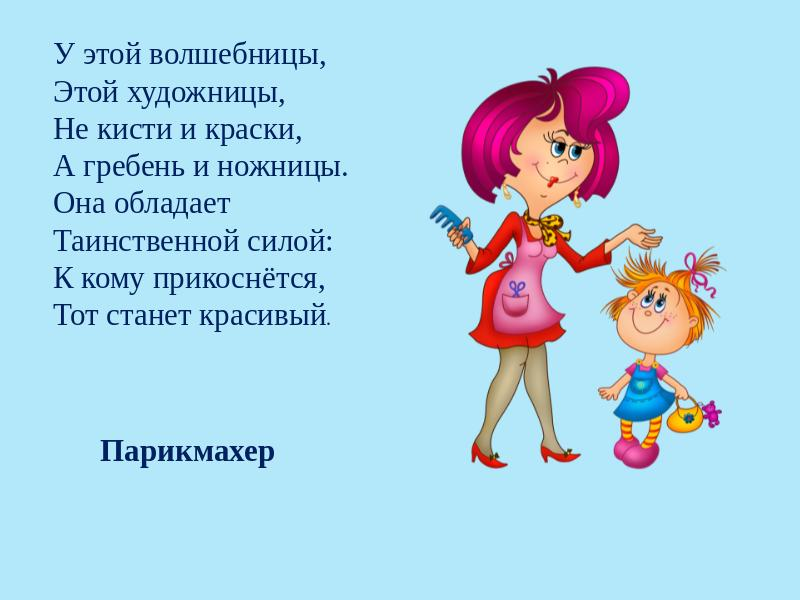 У этой волшебницы,
Этой художницы,
Не кисти и краски,
А гребень и ножницы.
Она обладает
Таинственной силой:
К кому прикоснётся,
Тот станет красивый.
Парикмахер